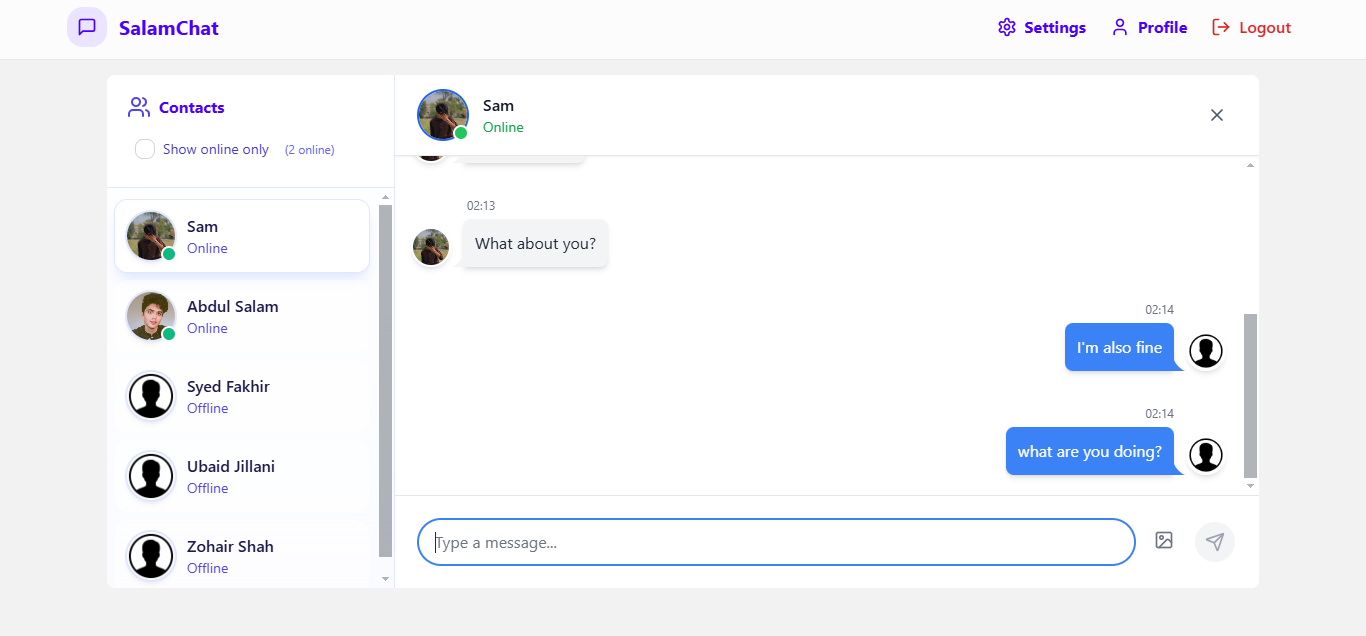 SalamChat
Settings
Profile
Logout
Contacts
Show online only (2 online)
Sam
Online
Abdul Salam
Online
Syed Fakhir
Offline
Ubaid Jillani
Offline
Zohair Shah
Offline
Sam
Online
02:13
What about you?
02:14
I'm also fine
02:14
what are you doing?
Type a message...